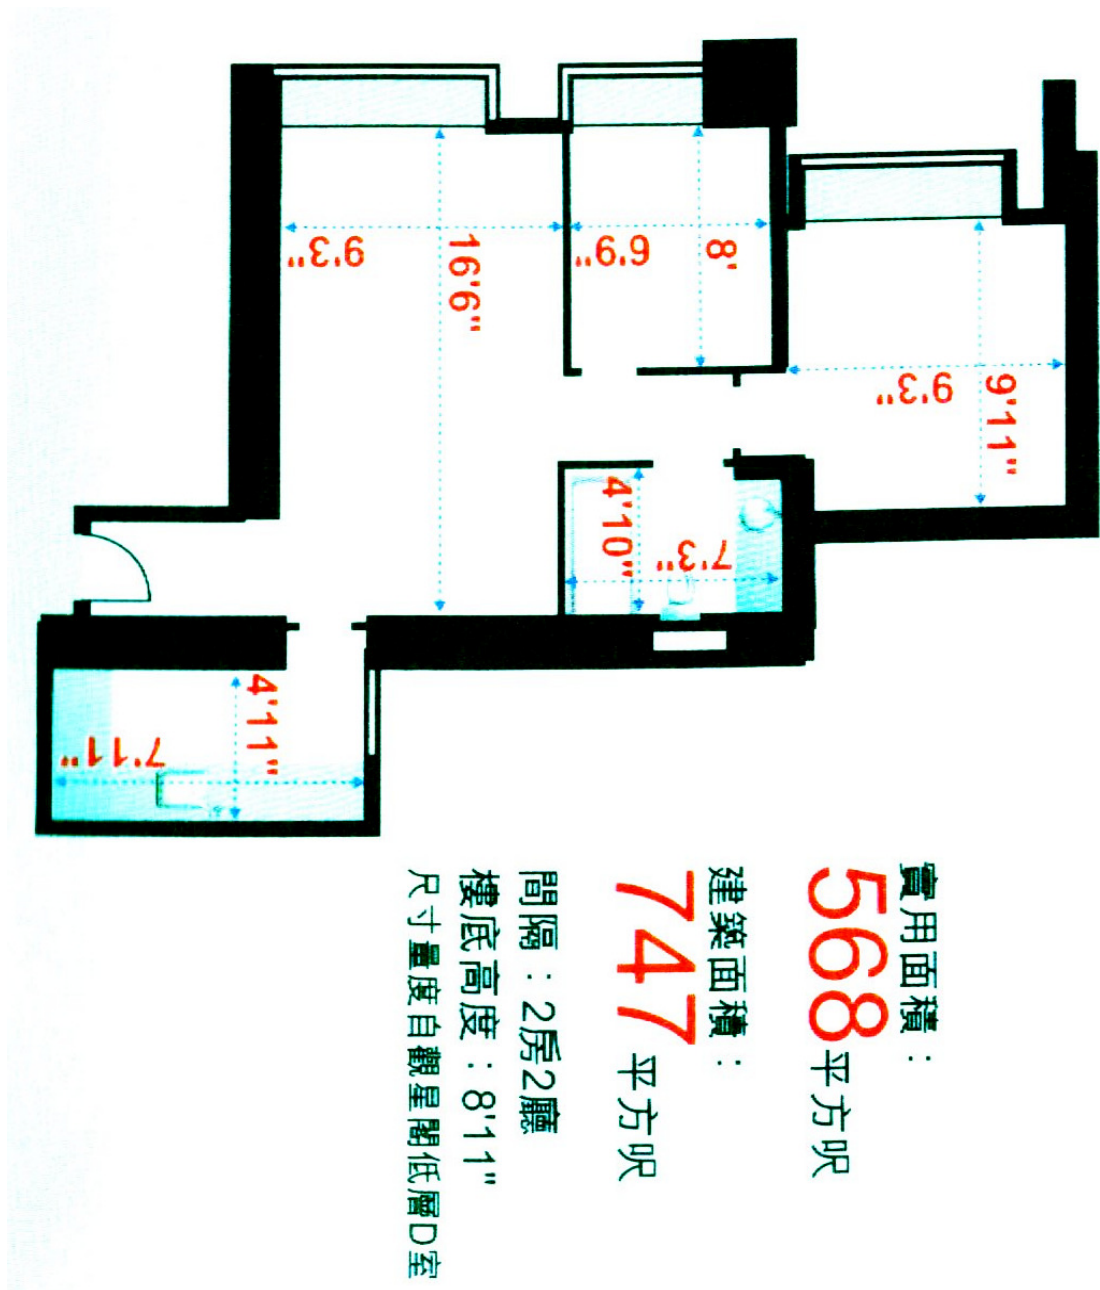 實用面積：
568平方呎
建築面積：
747平方呎
間隔：2房2廳
樓底高度：8'11"
尺寸量度自觀星閣低層D室
9'3"
16'6"
6'9"
8'
9'3"
9'11"
4'10"
7'3"
4'11"
7'11"